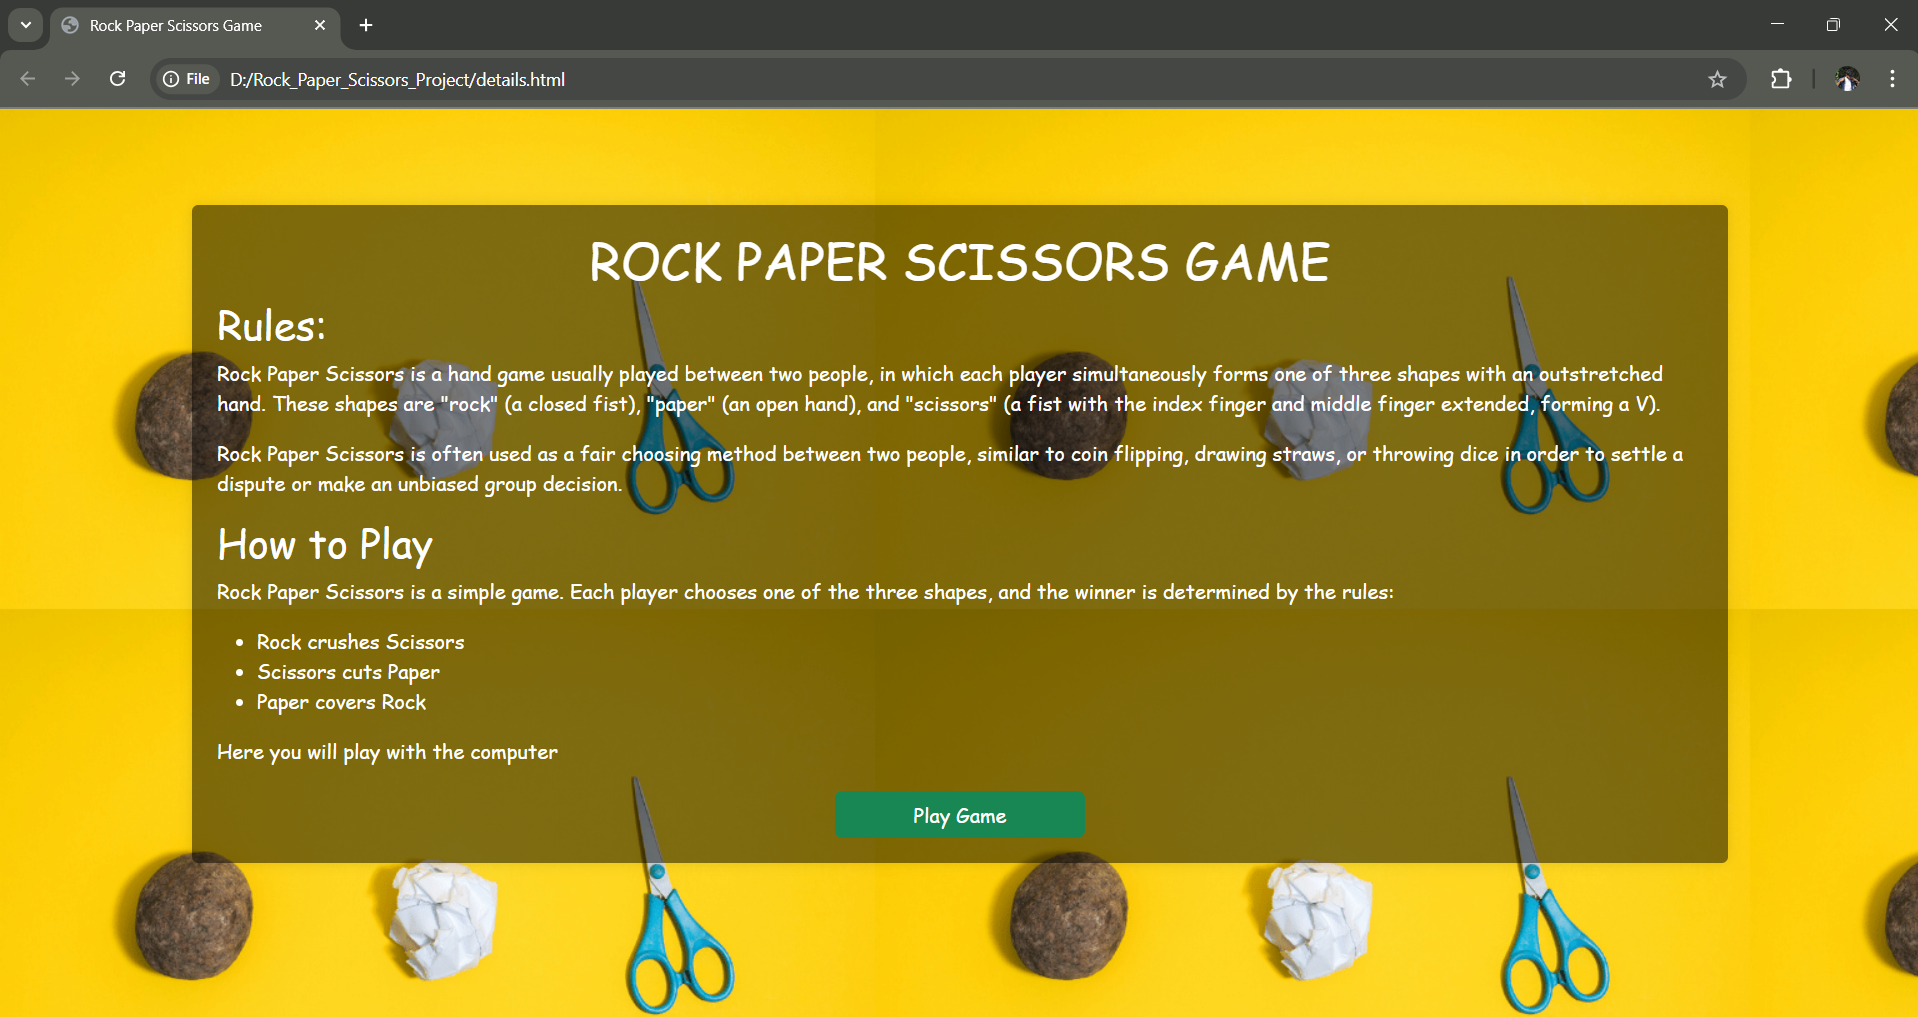 Rock Paper Scissors Game
File D:/Rock_Paper_Scissors_Project/details.html
ROCK PAPER SCISSORS GAME
Rules:
Rock Paper Scissors is a hand game usually played between two people, in which each player simultaneously forms one of three shapes with an outstretched
hand. These shapes are "rock" (a closed fist), "paper" (an open hand), and "scissors" (a fist with the index finger and middle finger extended, forming a V).
Rock Paper Scissors is often used as a fair choosing method between two people, similar to coin flipping, drawing straws, or throwing dice in order to settle a
dispute or make an unbiased group decision.
How to Play
Rock Paper Scissors is a simple game. Each player chooses one of the three shapes, and the winner is determined by the rules:
• Rock crushes Scissors
• Scissors cuts Paper
• Paper covers Rock
Here you will play with the computer
Play Game